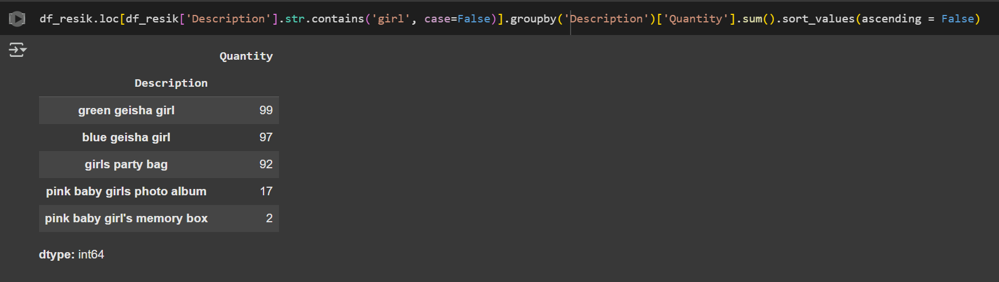 df_resik.loc[df_resik['Description'].str.contains('girl', case=False)].groupby('Description')['Quantity'].sum().sort_values(ascending = False)
Quantity
Description
green geisha girl 99
blue geisha girl 97
girls party bag 92
pink baby girls photo album 17
pink baby girl's memory box 2
dtype: int64